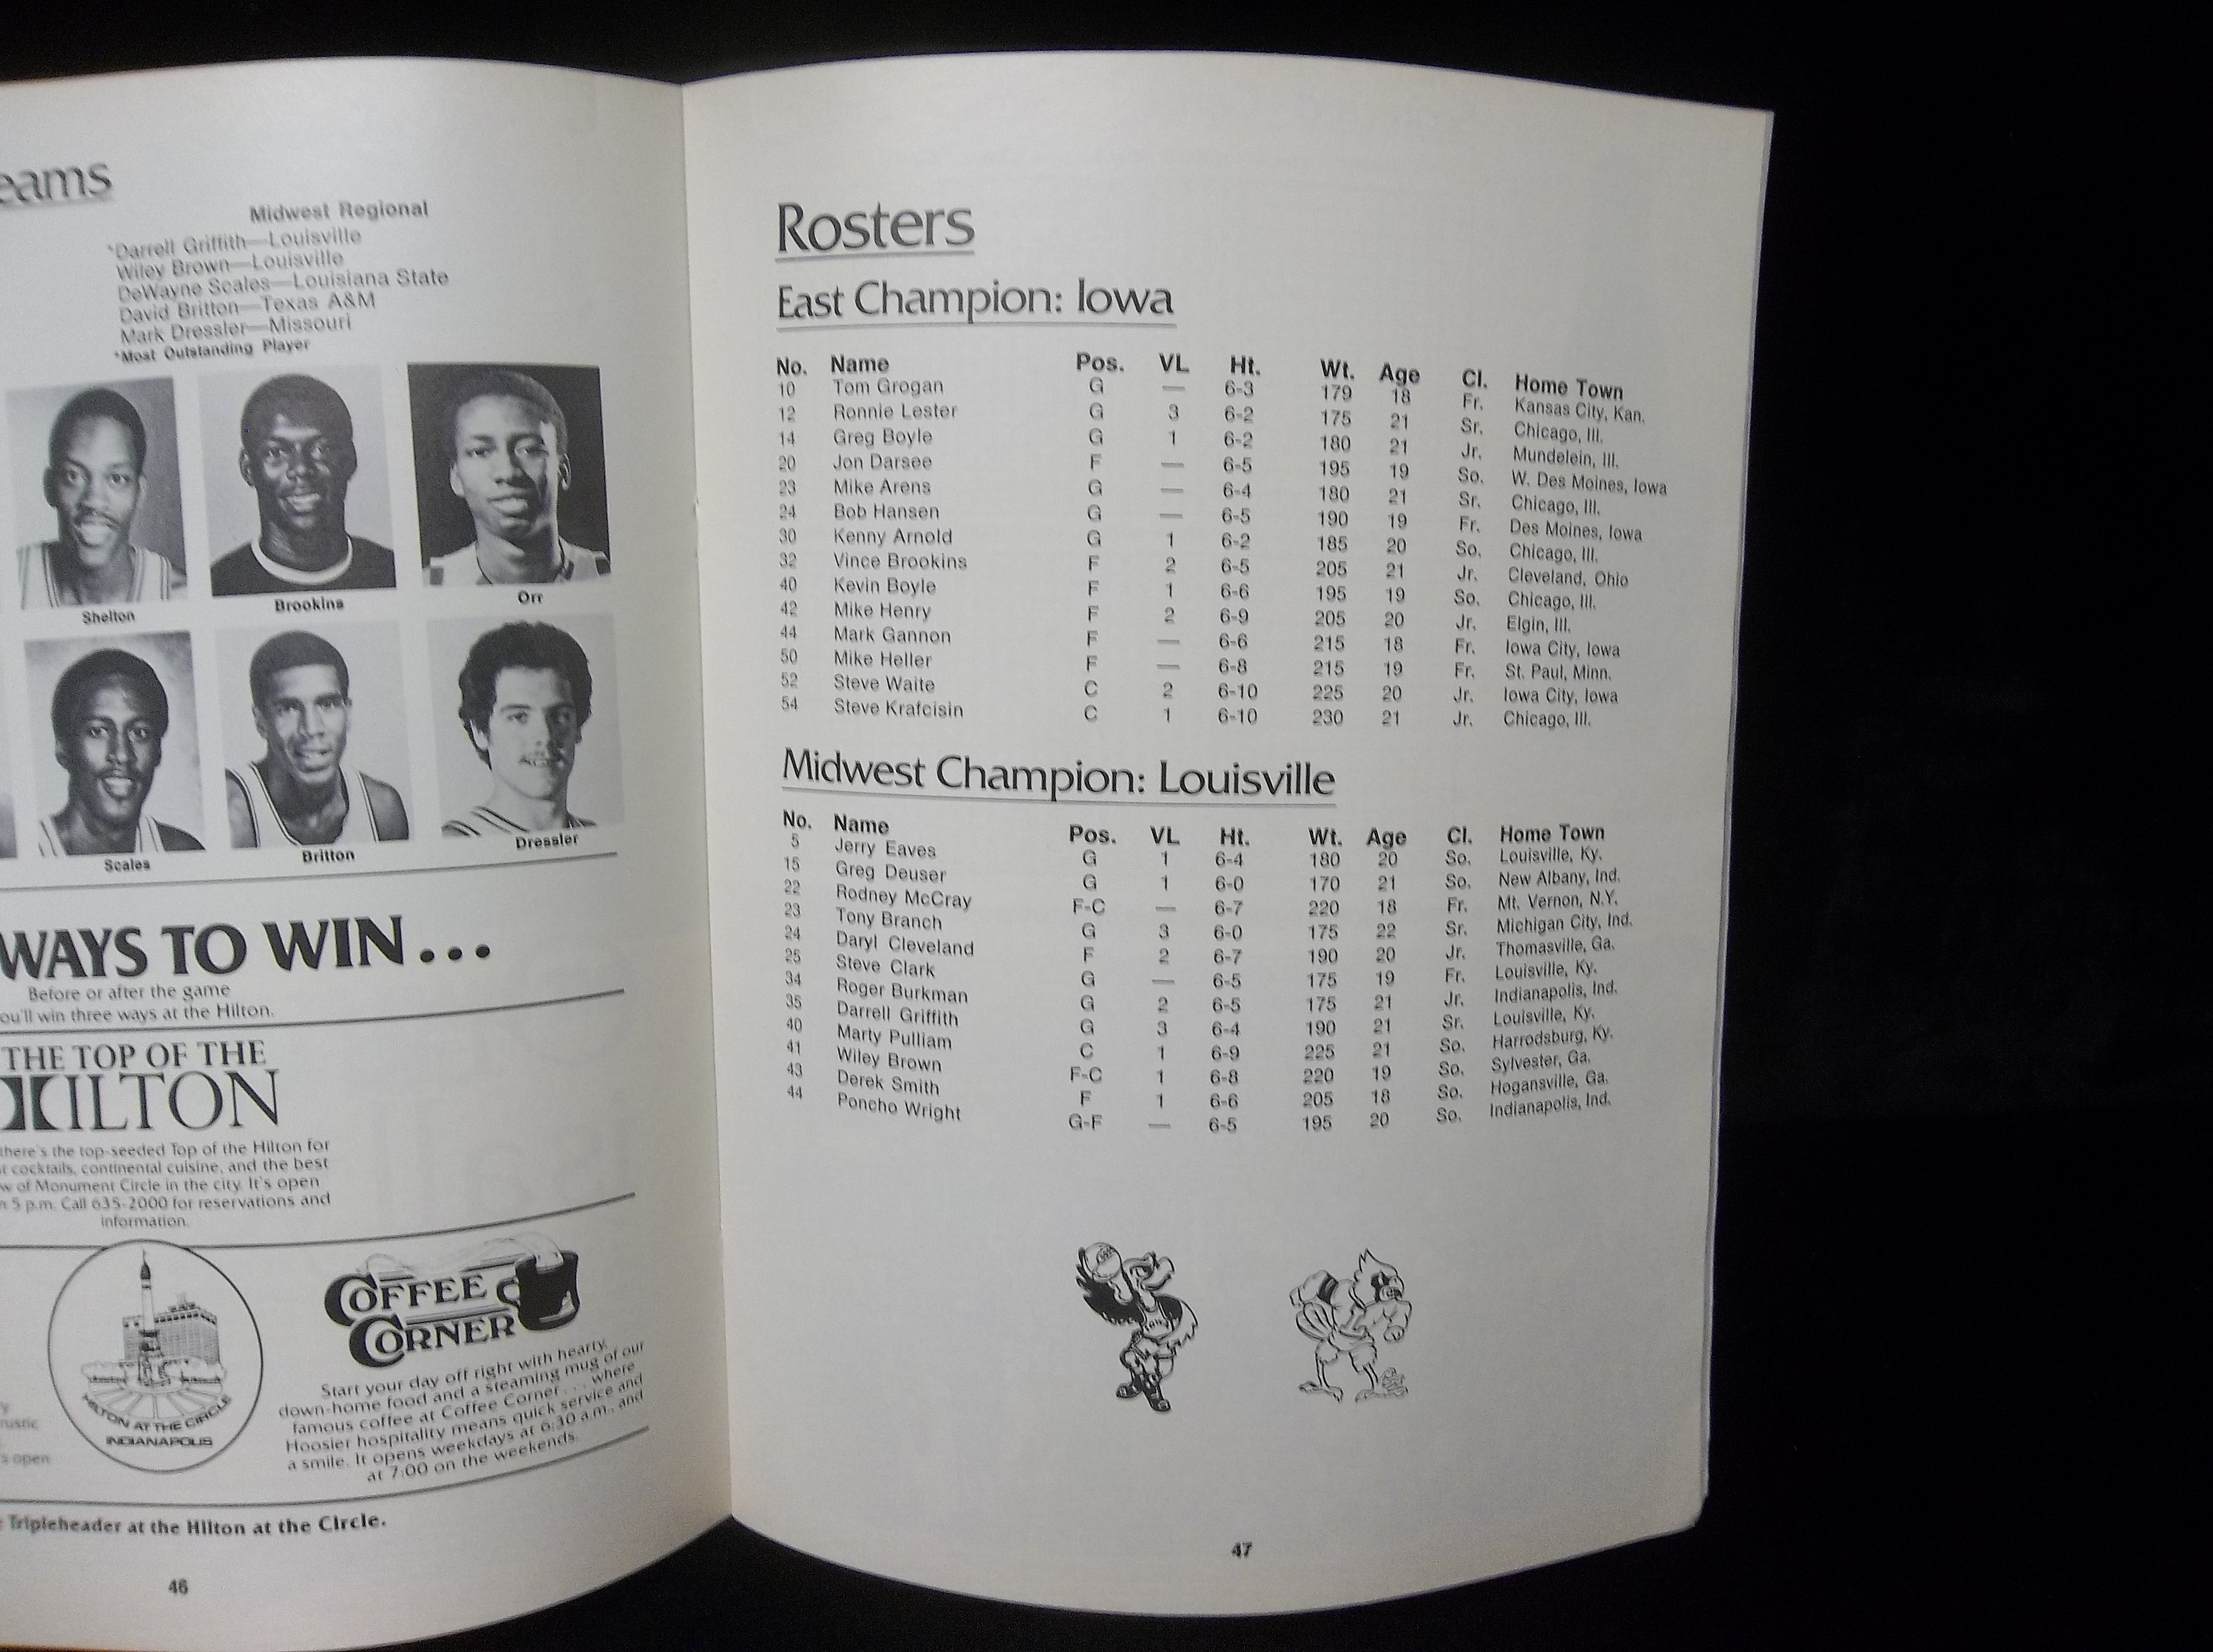 eams
Midwest Regional
*Darrell Griffith—Louisville
Wiley Brown—Louisville
DeWayne Scales—Louisiana State
David Britton—Texas A&M
Mark Dressler—Missouri
*Most Outstanding Player
Shelton Brookins Orr
Scales Britton Dressler
WAYS TO WIN...
Before or after the game
ou'll win three ways at the Hilton.
THE TOP OF THE
HILTON
there's the top-seeded Top of the Hilton for
t cocktails, continental cuisine, and the best
w of Monument Circle in the city. It's open
5 p.m. Call 635-2000 for reservations and
information.
HILTON AT THE CIRCLE
INDIANAPOLIS
COFFEE
CORNER
Start your day off right with hearty,
down-home food and a steaming mug of our
famous coffee at Coffee Corner . . . where
Hoosier hospitality means quick service and
a smile. It opens weekdays at 6:30 a.m., and
at 7:00 on the weekends.
y
rustic
s open
Tripleheader at the Hilton at the Circle.
46
Rosters
East Champion: Iowa
No. Name Pos. VL Ht. Wt. Age Cl. Home Town
10 Tom Grogan G — 6-3 179 18 Fr. Kansas City, Kan.
12 Ronnie Lester G 3 6-2 175 21 Sr. Chicago, Ill.
14 Greg Boyle G 1 6-2 180 21 Jr. Mundelein, Ill.
20 Jon Darsee F — 6-5 195 19 So. W. Des Moines, Iowa
23 Mike Arens G — 6-4 180 21 Sr. Chicago, Ill.
24 Bob Hansen G — 6-5 190 19 Fr. Des Moines, Iowa
30 Kenny Arnold G 1 6-2 185 20 So. Chicago, Ill.
32 Vince Brookins F 2 6-5 205 21 Jr. Cleveland, Ohio
40 Kevin Boyle F 1 6-6 195 19 So. Chicago, Ill.
42 Mike Henry F 2 6-9 205 20 Jr. Elgin, Ill.
44 Mark Gannon F — 6-6 215 18 Fr. Iowa City, Iowa
50 Mike Heller F — 6-8 215 19 Fr. St. Paul, Minn.
52 Steve Waite C 2 6-10 225 20 Jr. Iowa City, Iowa
54 Steve Krafcisin C 1 6-10 230 21 Jr. Chicago, Ill.
Midwest Champion: Louisville
No. Name Pos. VL Ht. Wt. Age Cl. Home Town
5 Jerry Eaves G 1 6-4 180 20 So. Louisville, Ky.
15 Greg Deuser G 1 6-0 170 21 So. New Albany, Ind.
22 Rodney McCray F-C — 6-7 220 18 Fr. Mt. Vernon, N.Y.
23 Tony Branch G 3 6-0 175 22 Sr. Michigan City, Ind.
24 Daryl Cleveland F 2 6-7 190 20 Jr. Thomasville, Ga.
25 Steve Clark G — 6-5 175 19 Fr. Louisville, Ky.
34 Roger Burkman G 2 6-5 175 21 Jr. Indianapolis, Ind.
35 Darrell Griffith G 3 6-4 190 21 Sr. Louisville, Ky.
40 Marty Pulliam C 1 6-9 225 21 So. Harrodsburg, Ky.
41 Wiley Brown F-C 1 6-8 220 19 So. Sylvester, Ga.
43 Derek Smith F 1 6-6 205 18 So. Hogansville, Ga.
44 Poncho Wright G-F — 6-5 195 20 So. Indianapolis, Ind.
47